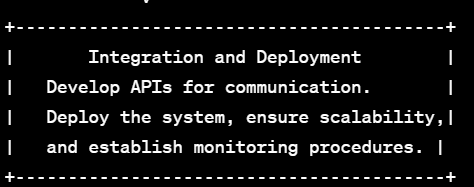 +-----------------------------------------+
|       Integration and Deployment        |
|   Develop APIs for communication.       |
|   Deploy the system, ensure scalability,|
|   and establish monitoring procedures. |
+-----------------------------------------+